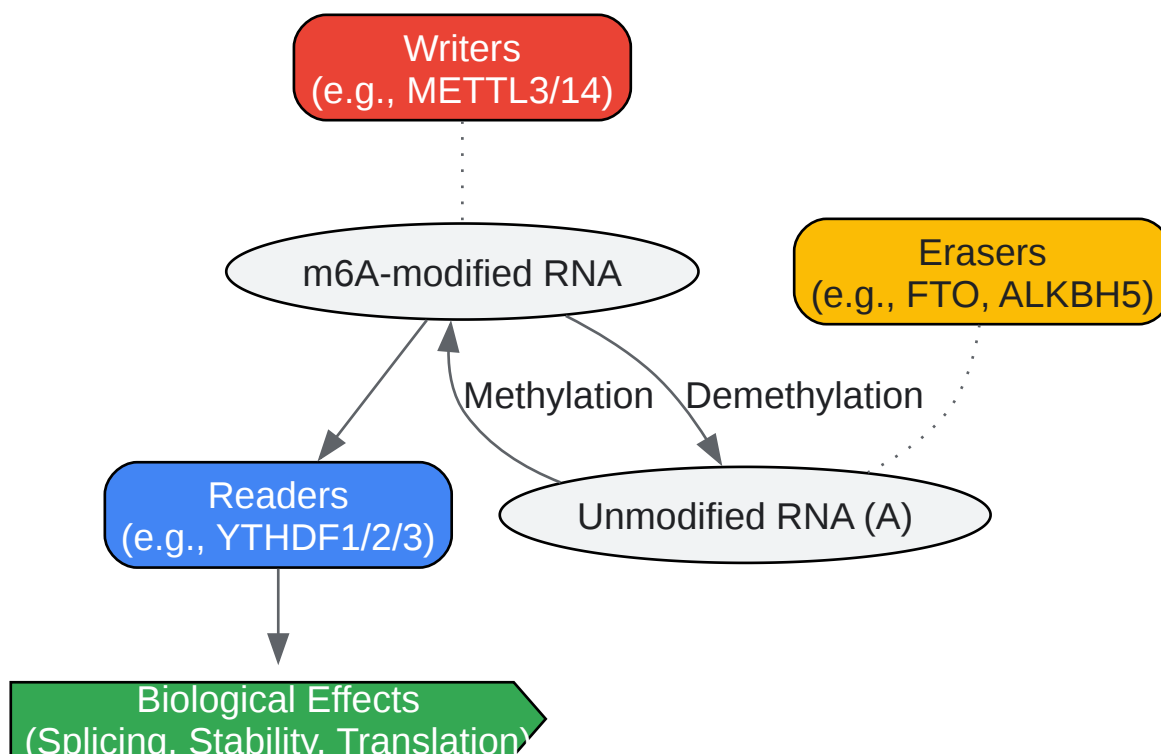 Writers
(e.g., METTL3/14)
m6A-modified RNA
Erasers
(e.g., FTO, ALKBH5)
Methylation
Demethylation
Readers
(e.g., YTHDF1/2/3)
Unmodified RNA (A)
Biological Effects
(Splicing, Stability, Translation)